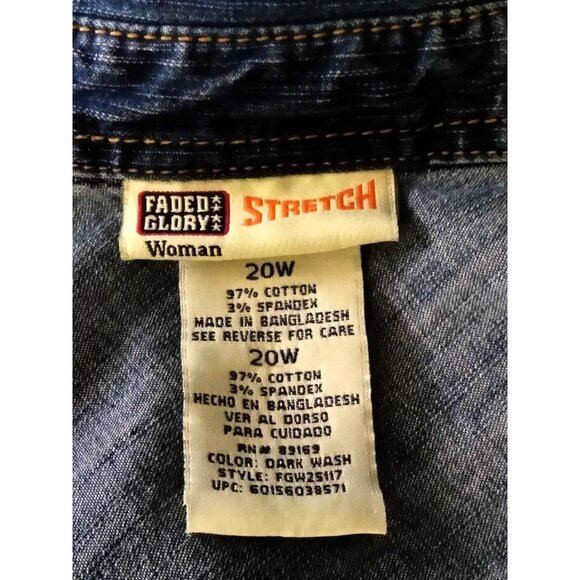 FADED
GLORY
STRETCH
Woman
20W
97% COTTON
3% SPANDEX
MADE IN BANGLADESH
SEE REVERSE FOR CARE
20W
97% COTTON
3% SPANDEX
HECHO EN BANGLADESH
VER AL DORSO
PARA CUIDADO
RN# 89169
COLOR: DARK WASH
STYLE: FGW25117
UPC: 60156038571